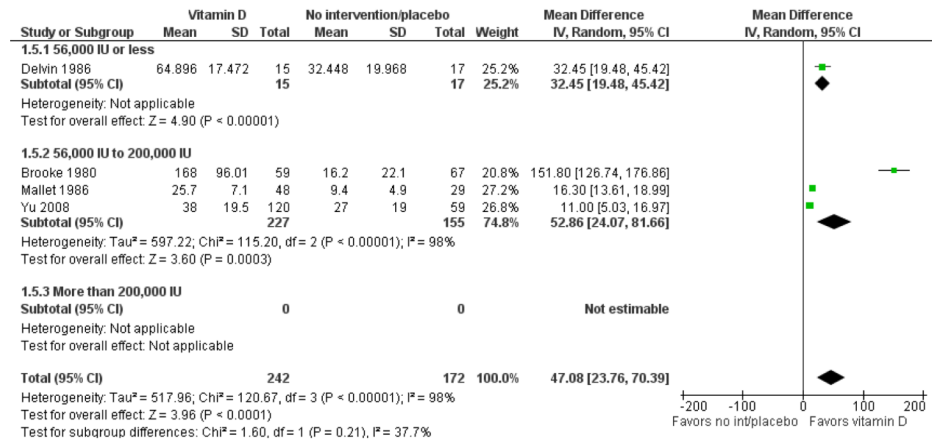 Vitamin D No intervention/placebo Mean Difference Mean Difference
Study or Subgroup Mean SD Total Mean SD Total Weight IV, Random, 95% CI IV, Random, 95% CI
1.5.1 56,000 IU or less
Delvin 1986 64.896 17.472 15 32.448 19.968 17 25.2% 32.45 [19.48, 45.42]
Subtotal (95% CI) 15 17 25.2% 32.45 [19.48, 45.42]
Heterogeneity: Not applicable
Test for overall effect: Z = 4.90 (P < 0.00001)
1.5.2 56,000 IU to 200,000 IU
Brooke 1980 168 96.01 59 16.2 22.1 67 20.8% 151.80 [126.74, 176.86]
Mallet 1986 25.7 7.1 48 9.4 4.9 29 27.2% 16.30 [13.61, 18.99]
Yu 2008 38 19.5 120 27 19 59 26.8% 11.00 [5.03, 16.97]
Subtotal (95% CI) 227 155 74.8% 52.86 [24.07, 81.66]
Heterogeneity: Tau² = 597.22; Chi² = 115.20, df = 2 (P < 0.00001); I² = 98%
Test for overall effect: Z = 3.60 (P = 0.0003)
1.5.3 More than 200,000 IU
Subtotal (95% CI) 0 0 Not estimable
Heterogeneity: Not applicable
Test for overall effect: Not applicable
Total (95% CI) 242 172 100.0% 47.08 [23.76, 70.39]
Heterogeneity: Tau² = 517.96; Chi² = 120.67, df = 3 (P < 0.00001); I² = 98%
Test for overall effect: Z = 3.96 (P < 0.0001)
Test for subgroup differences: Chi² = 1.60, df = 1 (P = 0.21), I² = 37.7%
-200 -100 0 100 200
Favors no int/placebo Favors vitamin D